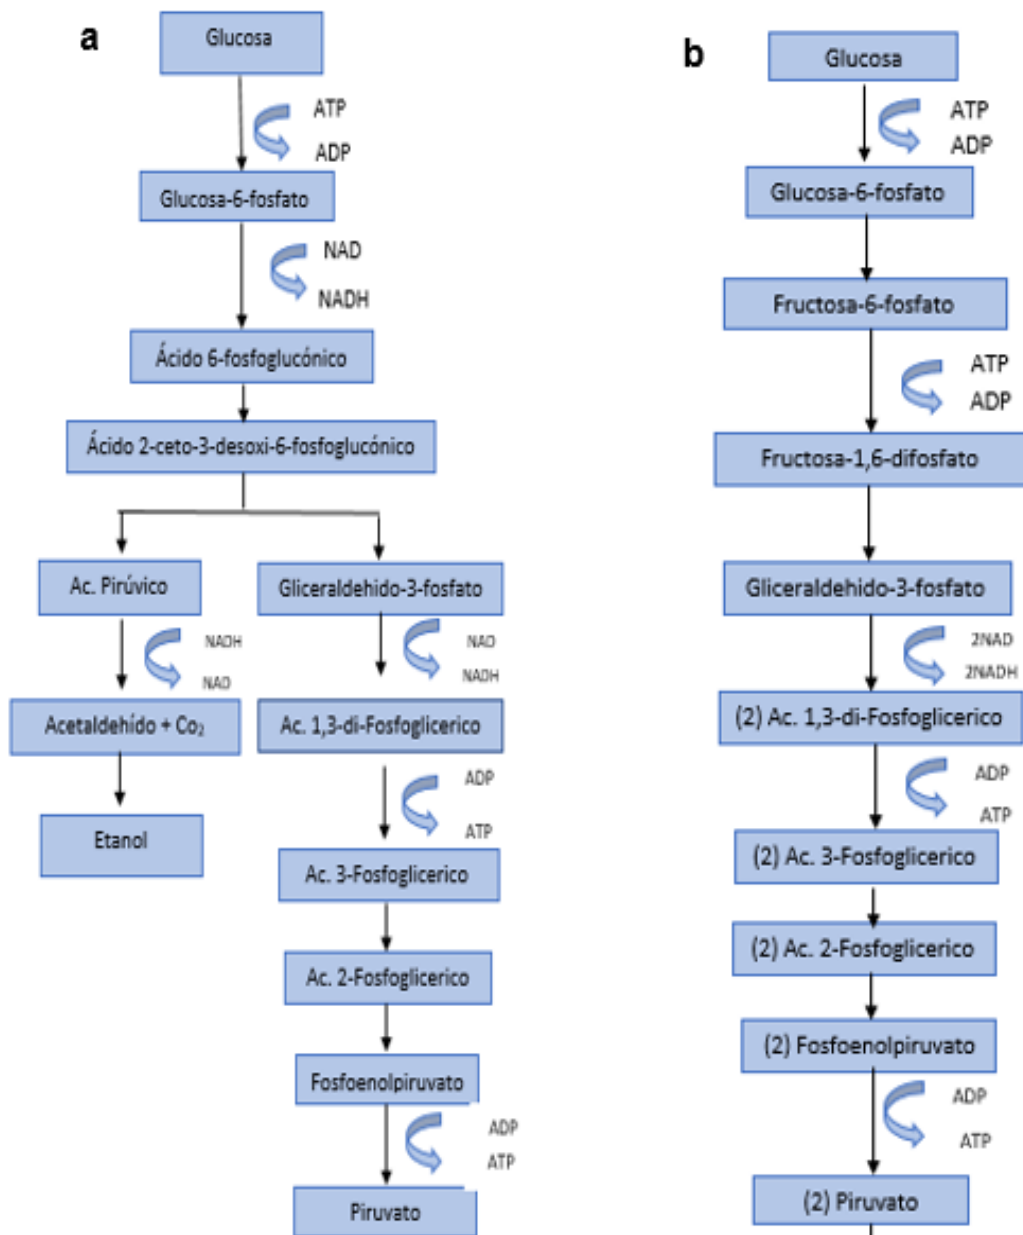 a
Glucosa
ATP
ADP
Glucosa-6-fosfato
NAD
NADH
Ácido 6-fosfoglucónico
Ácido 2-ceto-3-desoxi-6-fosfoglucónico
Ac. Pirúvico
NADH
NAD
Acetaldehído + Co₂
Etanol
Gliceraldehido-3-fosfato
NAD
NADH
Ac. 1,3-di-Fosfoglicerico
ADP
ATP
Ac. 3-Fosfoglicerico
Ac. 2-Fosfoglicerico
Fosfoenolpiruvato
ADP
ATP
Piruvato
b
Glucosa
ATP
ADP
Glucosa-6-fosfato
Fructosa-6-fosfato
ATP
ADP
Fructosa-1,6-difosfato
Gliceraldehido-3-fosfato
2NAD
2NADH
(2) Ac. 1,3-di-Fosfoglicerico
ADP
ATP
(2) Ac. 3-Fosfoglicerico
(2) Ac. 2-Fosfoglicerico
(2) Fosfoenolpiruvato
ADP
ATP
(2) Piruvato